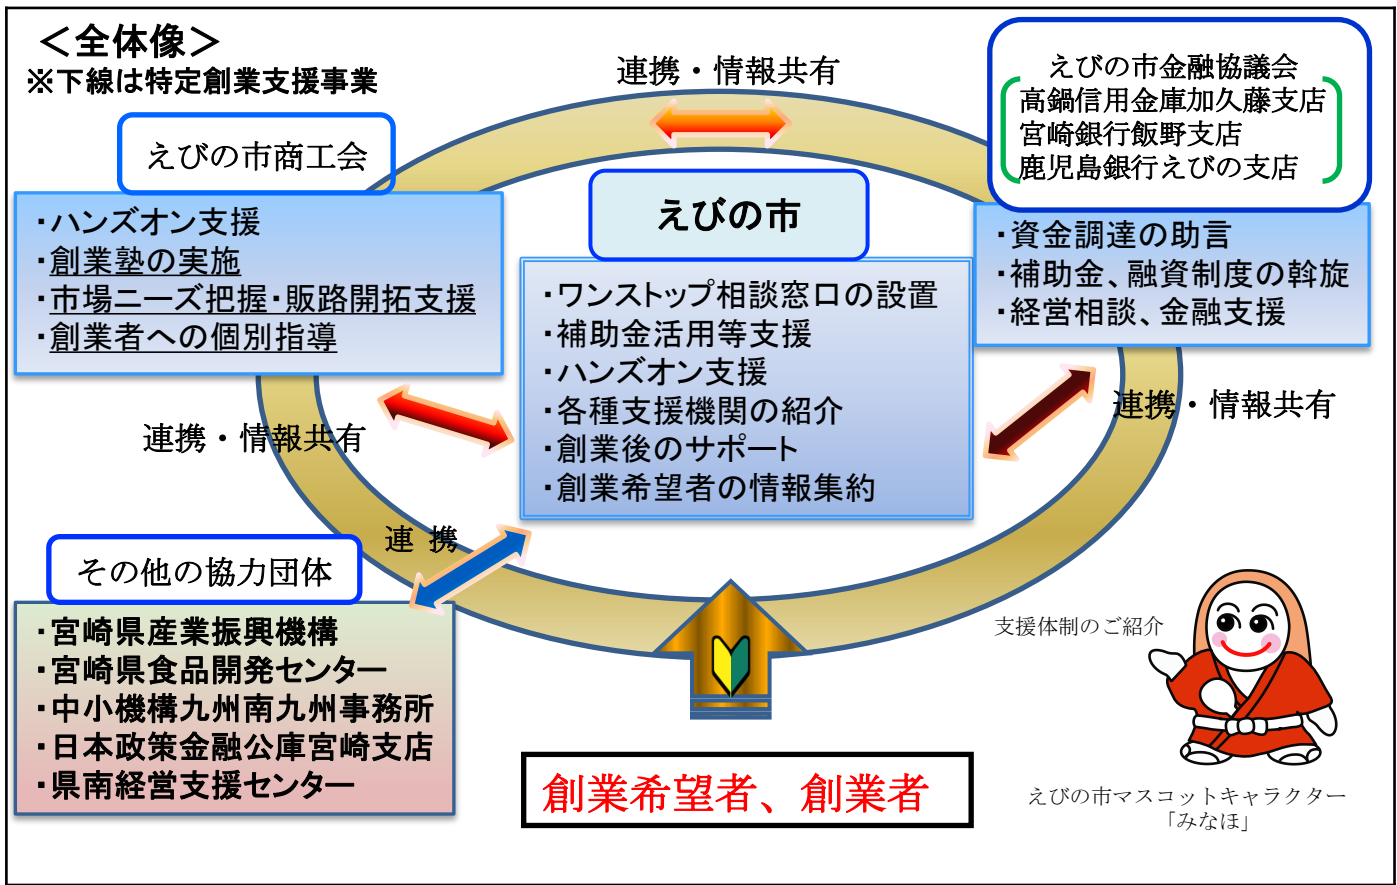 ＜全体像＞
※下線は特定創業支援事業
連携・情報共有
えびの市商工会
・ハンズオン支援
・創業塾の実施
・市場ニーズ把握・販路開拓支援
・創業者への個別指導
えびの市
・ワンストップ相談窓口の設置
・補助金活用等支援
・ハンズオン支援
・各種支援機関の紹介
・創業後のサポート
・創業希望者の情報集約
えびの市金融協議会
高鍋信用金庫加久藤支店
宮崎銀行飯野支店
鹿児島銀行えびの支店
・資金調達の助言
・補助金、融資制度の斡旋
・経営相談、金融支援
連携・情報共有
連携・情報共有
連 携
その他の協力団体
・宮崎県産業振興機構
・宮崎県食品開発センター
・中小機構九州南九州事務所
・日本政策金融公庫宮崎支店
・県南経営支援センター
創業希望者、創業者
支援体制のご紹介
えびの市マスコットキャラクター
「みなほ」